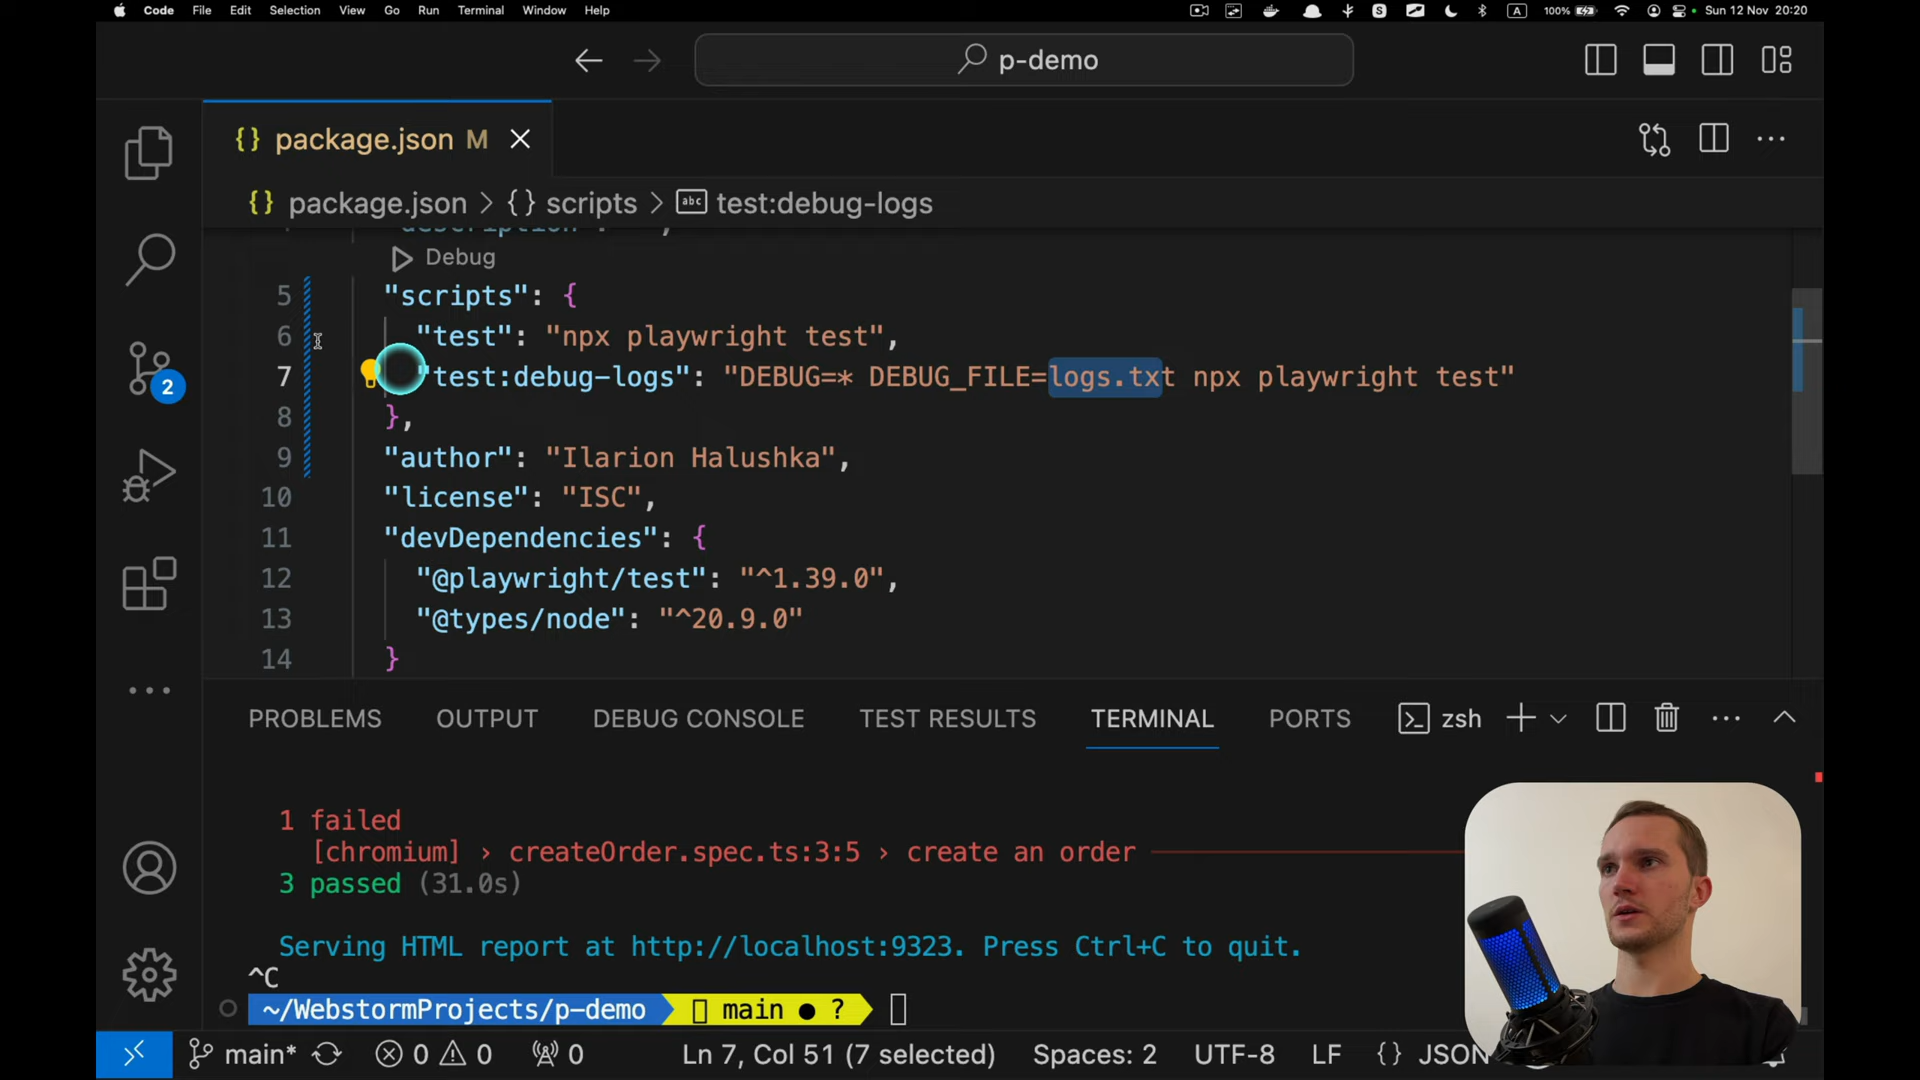 Code File Edit Selection View Go Run Terminal Window Help A 100% Sun 12 Nov 20:20
p-demo
{} package.json M
{} package.json > {} scripts > abc test:debug-logs
Debug
5 "scripts": {
6 "test": "npx playwright test",
7 "test:debug-logs": "DEBUG=* DEBUG_FILE=logs.txt npx playwright test"
8 },
9 "author": "Ilarion Halushka",
10 "license": "ISC",
11 "devDependencies": {
12 "@playwright/test": "^1.39.0",
13 "@types/node": "^20.9.0"
14 }
2
PROBLEMS OUTPUT DEBUG CONSOLE TEST RESULTS TERMINAL PORTS zsh
1 failed
[chromium] › createOrder.spec.ts:3:5 › create an order
3 passed (31.0s)
Serving HTML report at http://localhost:9323. Press Ctrl+C to quit.
^C
~/WebstormProjects/p-demo main ● ?
main* 0 0 0 Ln 7, Col 51 (7 selected) Spaces: 2 UTF-8 LF {} JSON